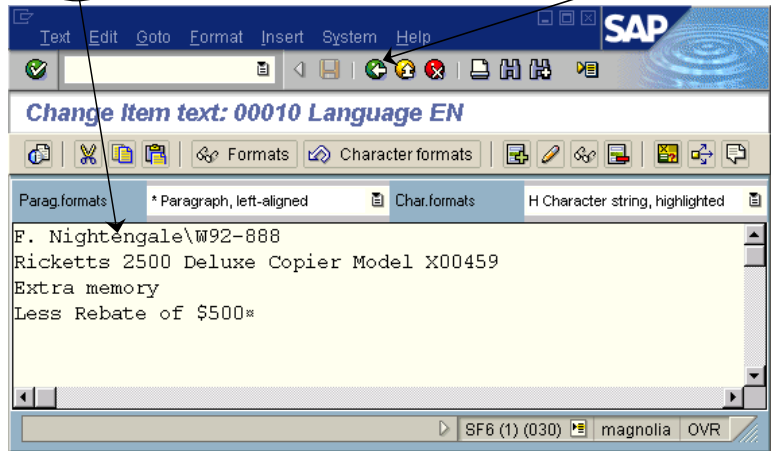 Text Edit Goto Format Insert System Help
SAP
Change Item text: 00010 Language EN
Formats Character formats
Parag.formats * Paragraph, left-aligned Char.formats H Character string, highlighted
F. Nightengale\W92-888
Ricketts 2500 Deluxe Copier Model X00459
Extra memory
Less Rebate of $500¤
SF6 (1) (030) magnolia OVR